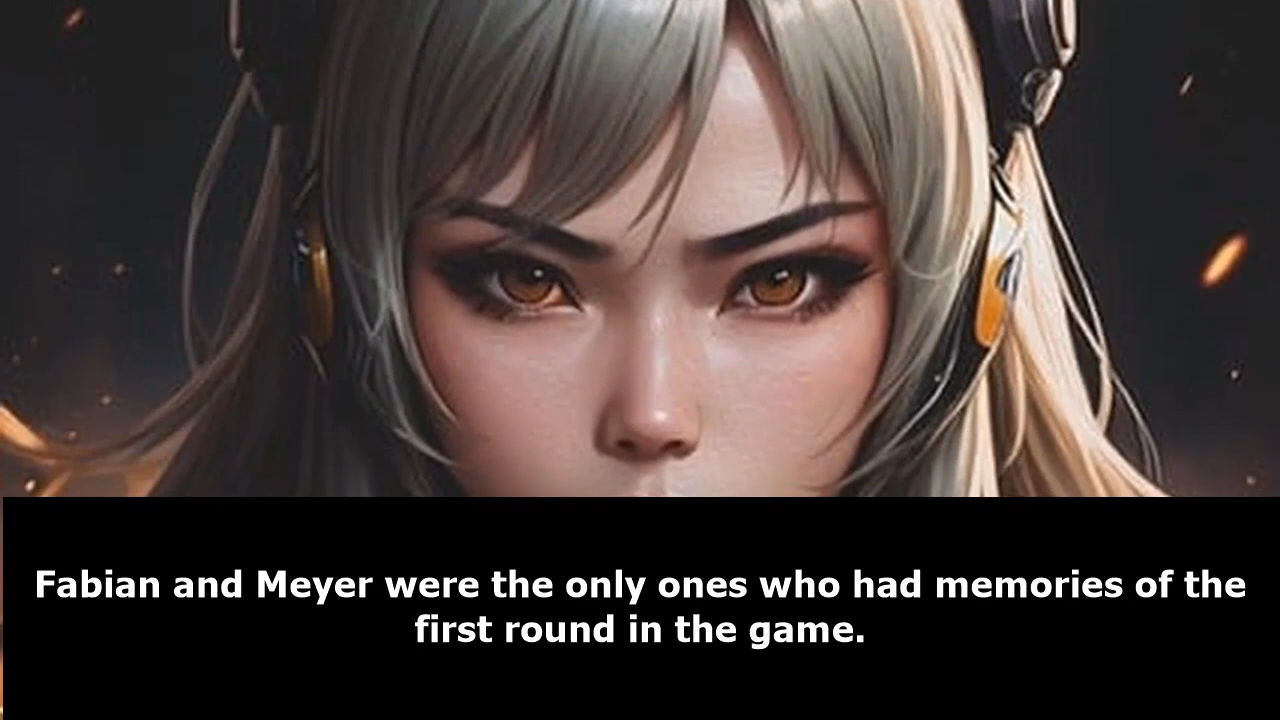 Fabian and Meyer were the only ones who had memories of the
first round in the game.